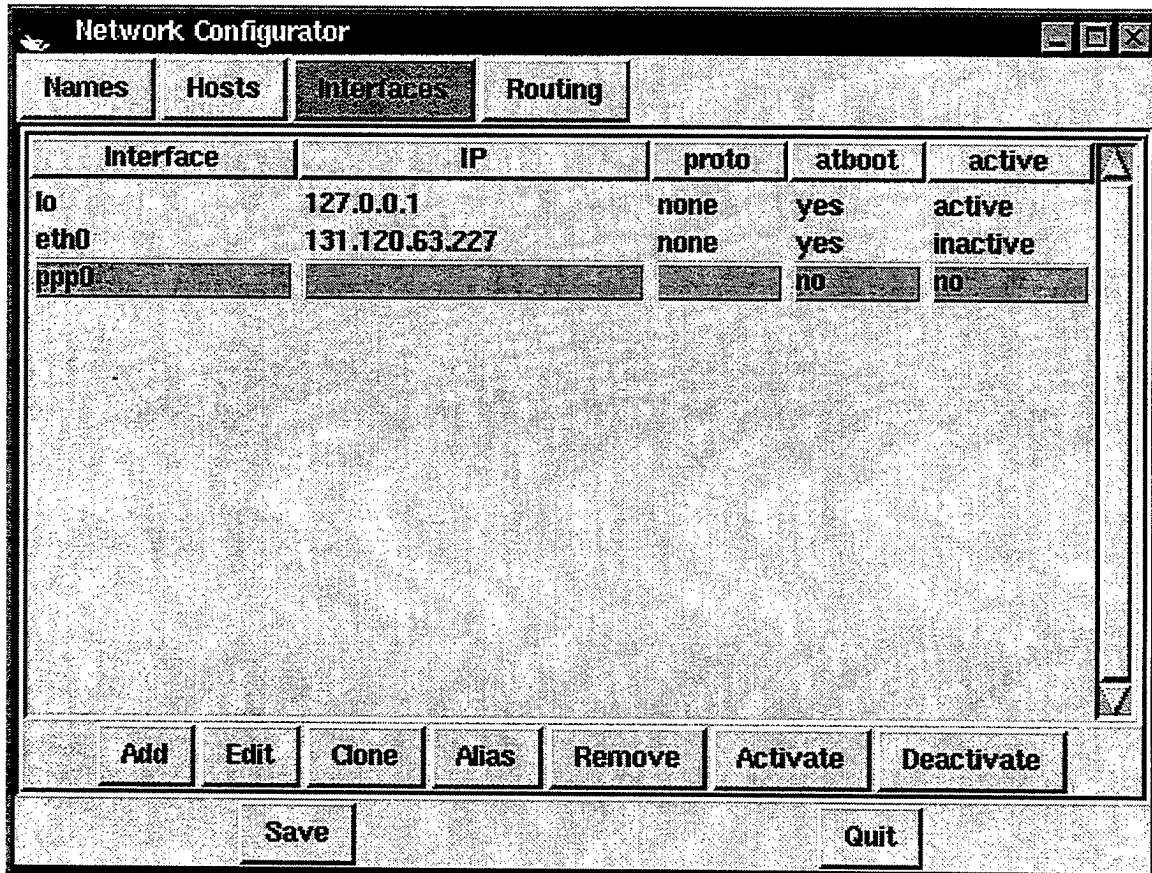 Network Configurator
Names Hosts Interfaces Routing
Interface IP proto atboot active
lo 127.0.0.1 none yes active
eth0 131.120.63.227 none yes inactive
ppp0 no no
Add Edit Clone Alias Remove Activate Deactivate
Save Quit